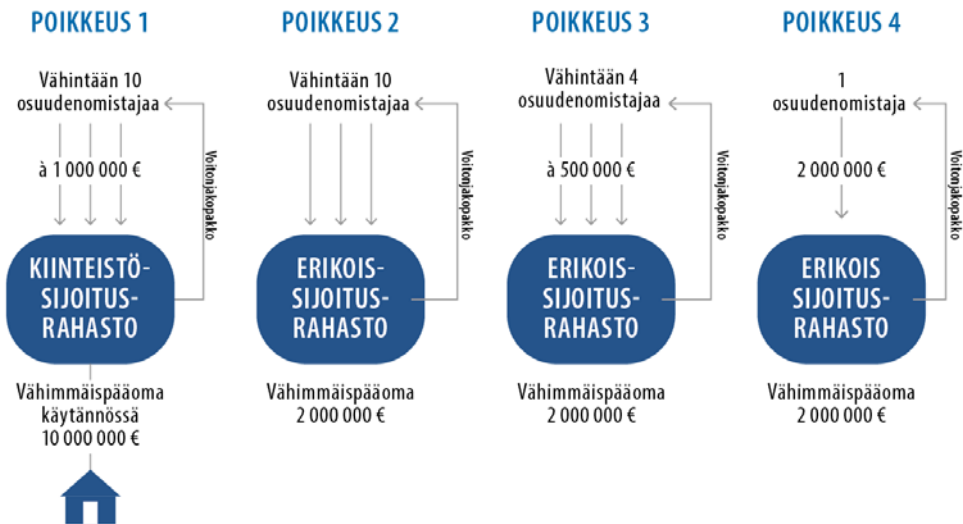 POIKKEUS 1
Vähintään 10
osuudenomistajaa
à 1 000 000 €
Voitonjakopakko
KIINTEISTÖ-
SIJOITUS-
RAHASTO
Vähimmäispääoma
käytännössä
10 000 000 €
POIKKEUS 2
Vähintään 10
osuudenomistajaa
Voitonjakopakko
ERIKOIS-
SIJOITUS-
RAHASTO
Vähimmäispääoma
2 000 000 €
POIKKEUS 3
Vähintään 4
osuudenomistajaa
à 500 000 €
Voitonjakopakko
ERIKOIS-
SIJOITUS-
RAHASTO
Vähimmäispääoma
2 000 000 €
POIKKEUS 4
1
osuudenomistaja
2 000 000 €
Voitonjakopakko
ERIKOIS
SIJOITUS-
RAHASTO
Vähimmäispääoma
2 000 000 €